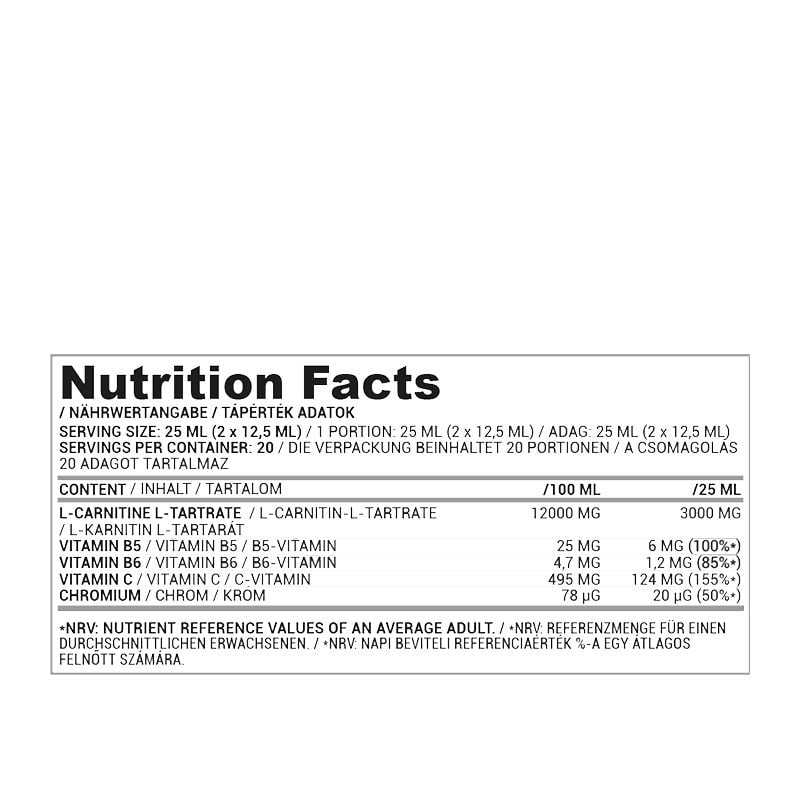 Nutrition Facts
/ NÄHRWERTANGABE / TÁPÉRTÉK ADATOK
SERVING SIZE: 25 ML (2 x 12,5 ML) / 1 PORTION: 25 ML (2 x 12,5 ML) / ADAG: 25 ML (2 x 12,5 ML)
SERVINGS PER CONTAINER: 20 / DIE VERPACKUNG BEINHALTET 20 PORTIONEN / A CSOMAGOLÁS
20 ADAGOT TARTALMAZ
CONTENT / INHALT / TARTALOM /100 ML /25 ML
L-CARNITINE L-TARTRATE / L-CARNITIN-L-TARTRATE 12000 MG 3000 MG
/ L-KARNITIN L-TARTARÁT
VITAMIN B5 / VITAMIN B5 / B5-VITAMIN 25 MG 6 MG (100%*)
VITAMIN B6 / VITAMIN B6 / B6-VITAMIN 4,7 MG 1,2 MG (85%*)
VITAMIN C / VITAMIN C / C-VITAMIN 495 MG 124 MG (155%*)
CHROMIUM / CHROM / KRÓM 78 µG 20 µG (50%*)
*NRV: NUTRIENT REFERENCE VALUES OF AN AVERAGE ADULT. / *NRV: REFERENZMENGE FÜR EINEN
DURCHSCHNITTLICHEN ERWACHSENEN. / *NRV: NAPI BEVITELI REFERENCIAÉRTÉK %-A EGY ÁTLAGOS
FELNŐTT SZÁMÁRA.